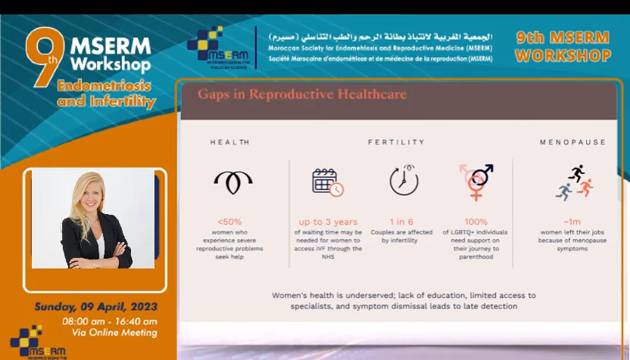 9th
MSERM
Workshop
Endometriosis
and Infertility
MSERM
الجمعية المغربية لانتباذ بطانة الرحم والطب التناسلي (مسيرم)
Moroccan Society for Endometriosis and Reproductive Medicine (MSERM)
Société Marocaine d'endométriose et de médecine de la reproduction (MSERM)
9th MSERM
WORKSHOP
Gaps in Reproductive Healthcare
HEALTH
FERTILITY
MENOPAUSE
<50%
women who
experience severe
reproductive problems
seek help
up to 3 years
of waiting time may
be needed for women to
access IVF through the
NHS
1 in 6
Couples are affected
by infertility
100%
of LGBTQ+ individuals
need support on
their journey to
parenthood
~1m
women left their jobs
because of menopause
symptoms
Women's health is underserved; lack of education, limited access to
specialists, and symptom dismissal leads to late detection
Sunday, 09 April, 2023
08:00 am - 16:40 am
Via Online Meeting
MSERM